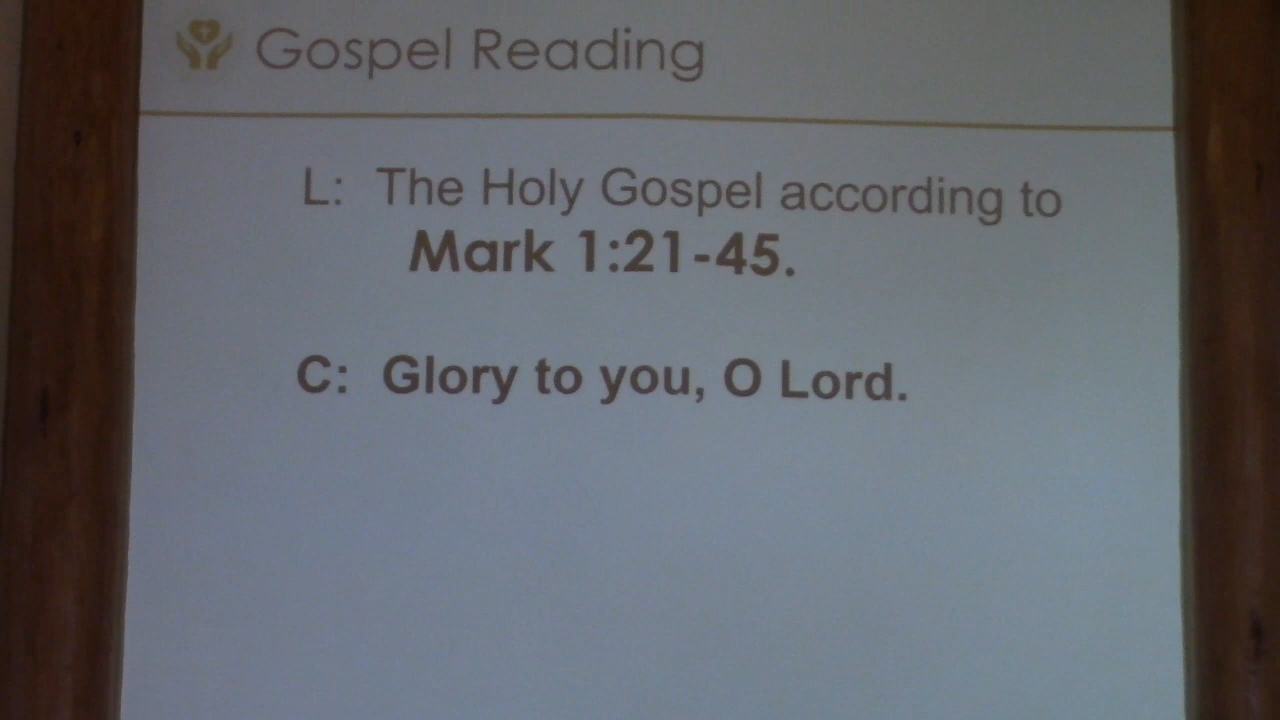 Gospel Reading
L: The Holy Gospel according to
Mark 1:21-45.
C: Glory to you, O Lord.